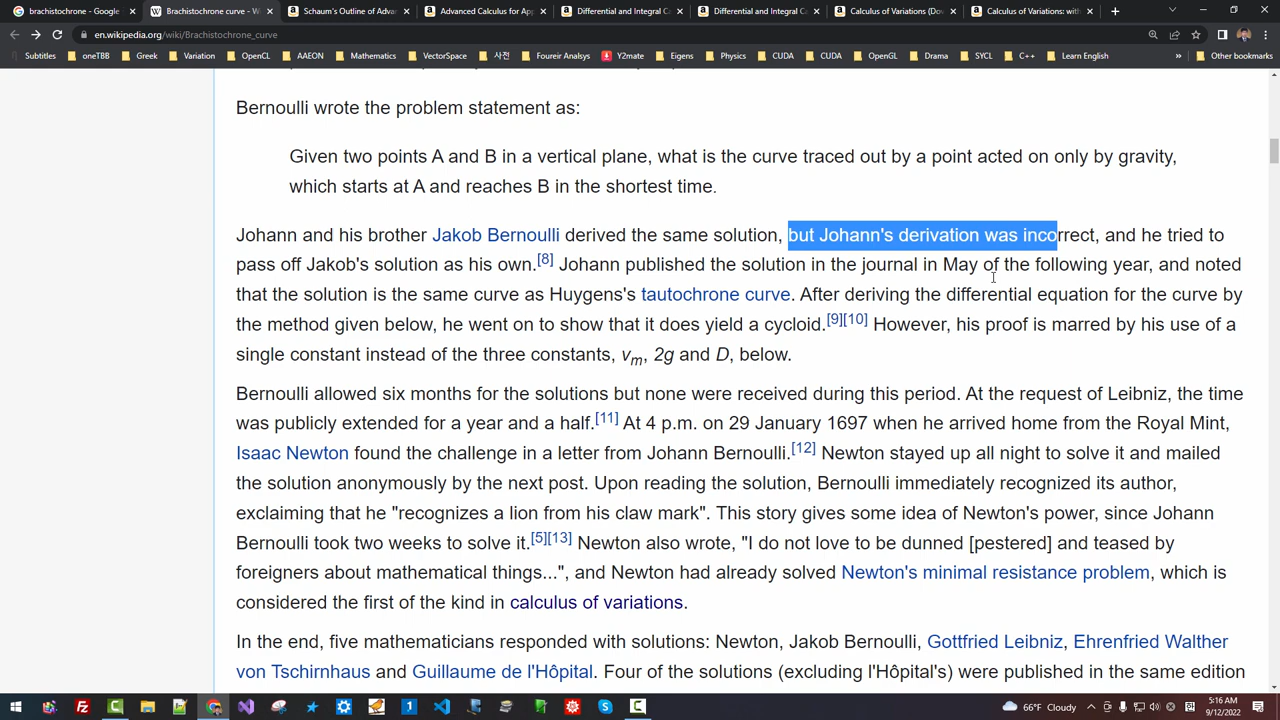 brachistochrone - Google
Brachistochrone curve - Wi
Schaum's Outline of Advan
Advanced Calculus for App
Differential and Integral Ca
Differential and Integral Ca
Calculus of Variations (Dov
Calculus of Variations: with
en.wikipedia.org/wiki/Brachistochrone_curve
Subtitles oneTBB Greek Variation OpenCL AAEON Mathematics VectorSpace 사전 Foureir Analsys Y2mate Eigens Physics CUDA CUDA OpenGL Drama SYCL C++ Learn English » Other bookmarks
Bernoulli wrote the problem statement as:
Given two points A and B in a vertical plane, what is the curve traced out by a point acted on only by gravity,
which starts at A and reaches B in the shortest time.
Johann and his brother Jakob Bernoulli derived the same solution, but Johann's derivation was incorrect, and he tried to
pass off Jakob's solution as his own.[8] Johann published the solution in the journal in May of the following year, and noted
that the solution is the same curve as Huygens's tautochrone curve. After deriving the differential equation for the curve by
the method given below, he went on to show that it does yield a cycloid.[9][10] However, his proof is marred by his use of a
single constant instead of the three constants, vm, 2g and D, below.
Bernoulli allowed six months for the solutions but none were received during this period. At the request of Leibniz, the time
was publicly extended for a year and a half.[11] At 4 p.m. on 29 January 1697 when he arrived home from the Royal Mint,
Isaac Newton found the challenge in a letter from Johann Bernoulli.[12] Newton stayed up all night to solve it and mailed
the solution anonymously by the next post. Upon reading the solution, Bernoulli immediately recognized its author,
exclaiming that he "recognizes a lion from his claw mark". This story gives some idea of Newton's power, since Johann
Bernoulli took two weeks to solve it.[5][13] Newton also wrote, "I do not love to be dunned [pestered] and teased by
foreigners about mathematical things...", and Newton had already solved Newton's minimal resistance problem, which is
considered the first of the kind in calculus of variations.
In the end, five mathematicians responded with solutions: Newton, Jakob Bernoulli, Gottfried Leibniz, Ehrenfried Walther
von Tschirnhaus and Guillaume de l'Hôpital. Four of the solutions (excluding l'Hôpital's) were published in the same edition
66°F Cloudy
5:16 AM
9/12/2022